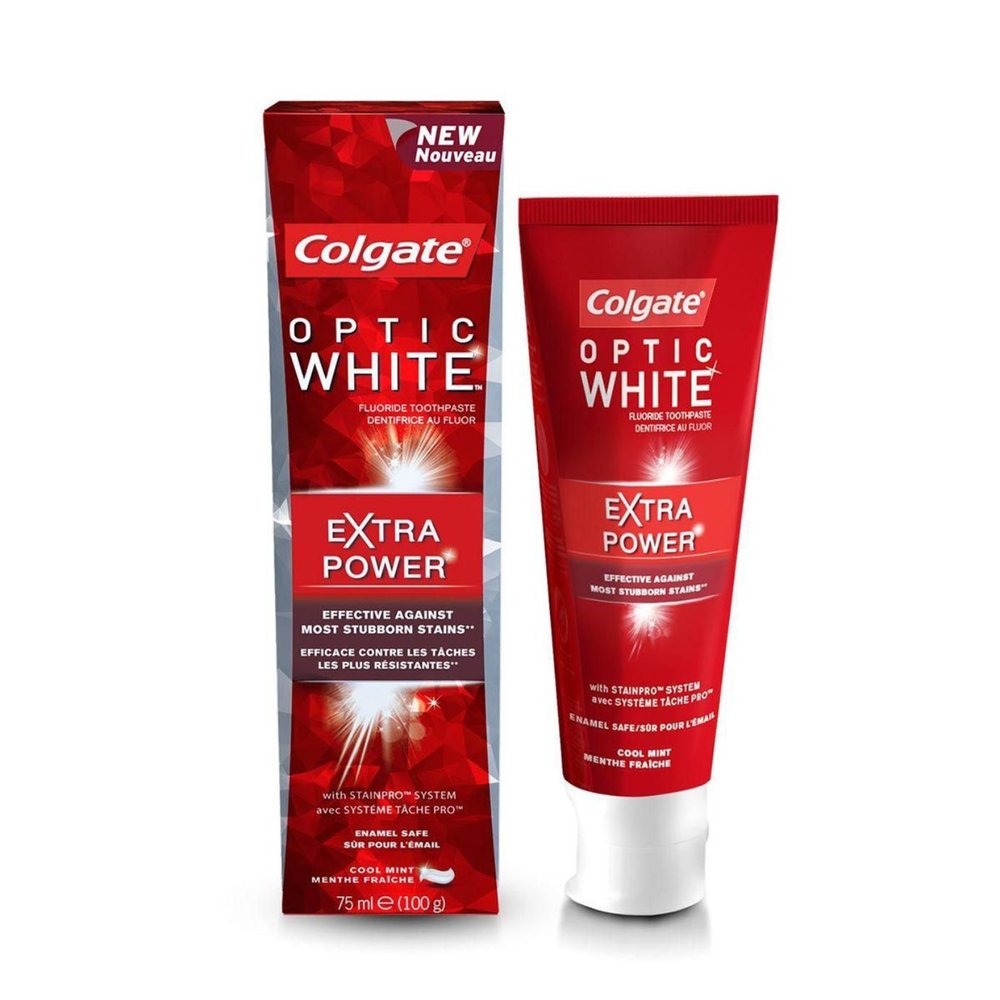 NEW
Nouveau
Colgate®
OPTIC
WHITE™
FLUORIDE TOOTHPASTE
DENTIFRICE AU FLUOR
EXTRA
POWER
EFFECTIVE AGAINST
MOST STUBBORN STAINS**
EFFICACE CONTRE LES TÂCHES
LES PLUS RÉSISTANTES**
with STAINPRO™ SYSTEM
avec SYSTÉME TÂCHE PRO™
ENAMEL SAFE
SÛR POUR L'ÉMAIL
COOL MINT
MENTHE FRAÎCHE
75 ml ℮ (100 g)
Colgate®
OPTIC
WHITE
FLUORIDE TOOTHPASTE
DENTIFRICE AU FLUOR
EXTRA
POWER
EFFECTIVE AGAINST
MOST STUBBORN STAINS**
with STAINPRO™ SYSTEM
avec SYSTÈME TÂCHE PRO™
ENAMEL SAFE/SÛR POUR L'ÉMAIL
COOL MINT
MENTHE FRAÎCHE